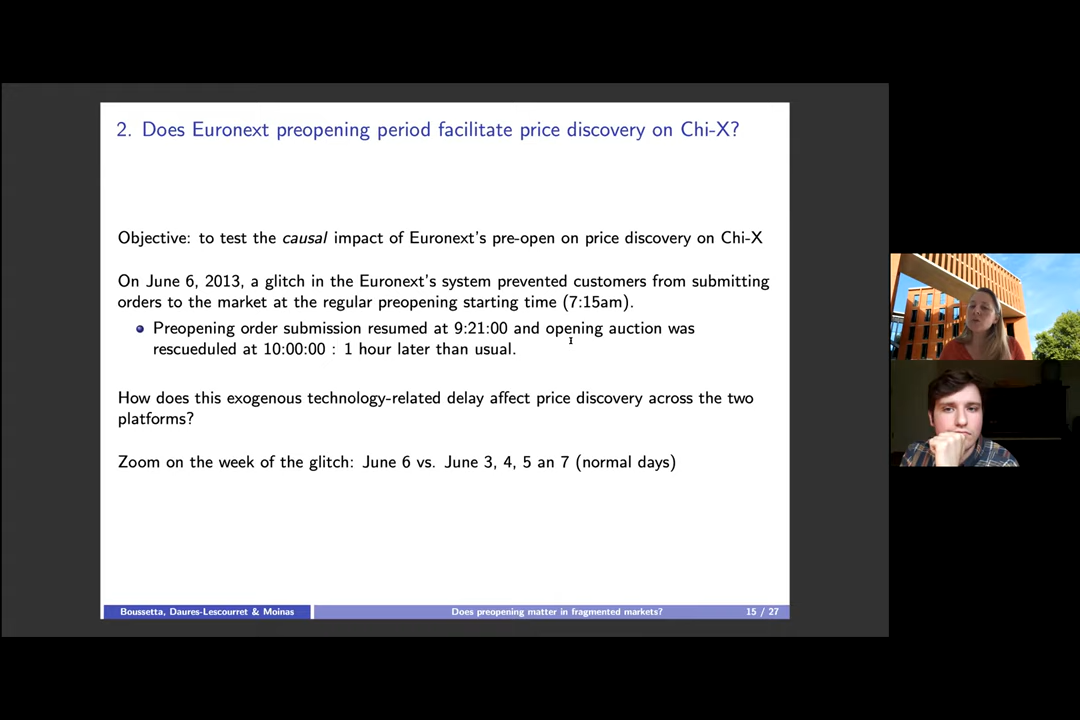 2. Does Euronext preopening period facilitate price discovery on Chi-X?
Objective: to test the causal impact of Euronext's pre-open on price discovery on Chi-X
On June 6, 2013, a glitch in the Euronext's system prevented customers from submitting
orders to the market at the regular preopening starting time (7:15am).
Preopening order submission resumed at 9:21:00 and opening auction was
rescueduled at 10:00:00 : 1 hour later than usual.
How does this exogenous technology-related delay affect price discovery across the two
platforms?
Zoom on the week of the glitch: June 6 vs. June 3, 4, 5 an 7 (normal days)
Boussetta, Daures-Lescourret & Moinas
Does preopening matter in fragmented markets?
15 / 27